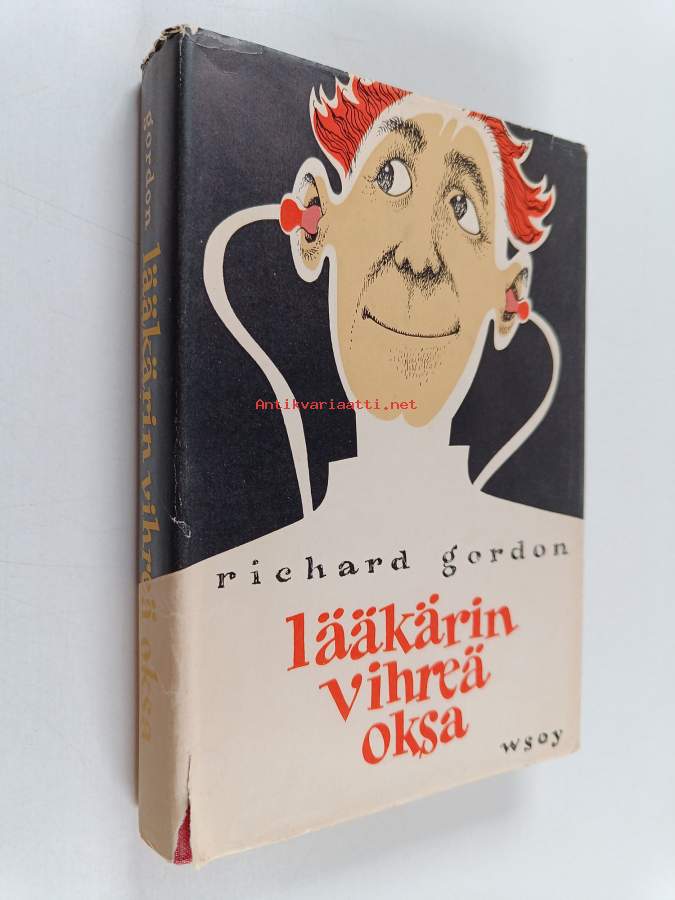 gordon lääkärin vihreä oksa
Antikvariaatti.net
richard gordon
lääkärin
vihreä
oksa
wsoy